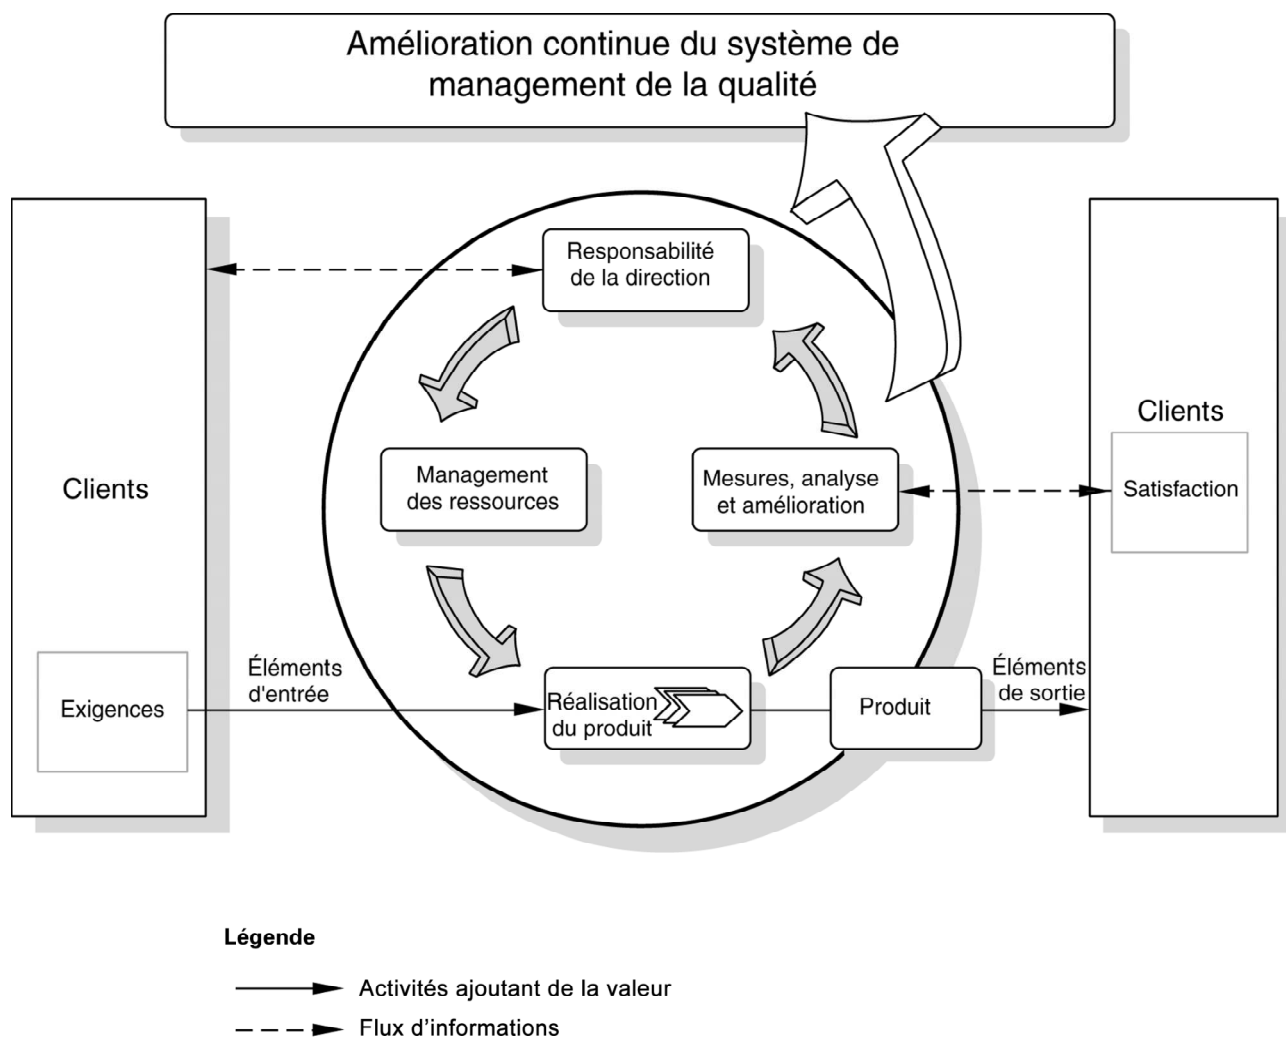 Amélioration continue du système de
management de la qualité
Responsabilité
de la direction
Clients
Management
des ressources
Mesures, analyse
et amélioration
Clients
Satisfaction
Exigences
Éléments
d'entrée
Réalisation
du produit
Produit
Éléments
de sortie
Légende
Activités ajoutant de la valeur
Flux d’informations